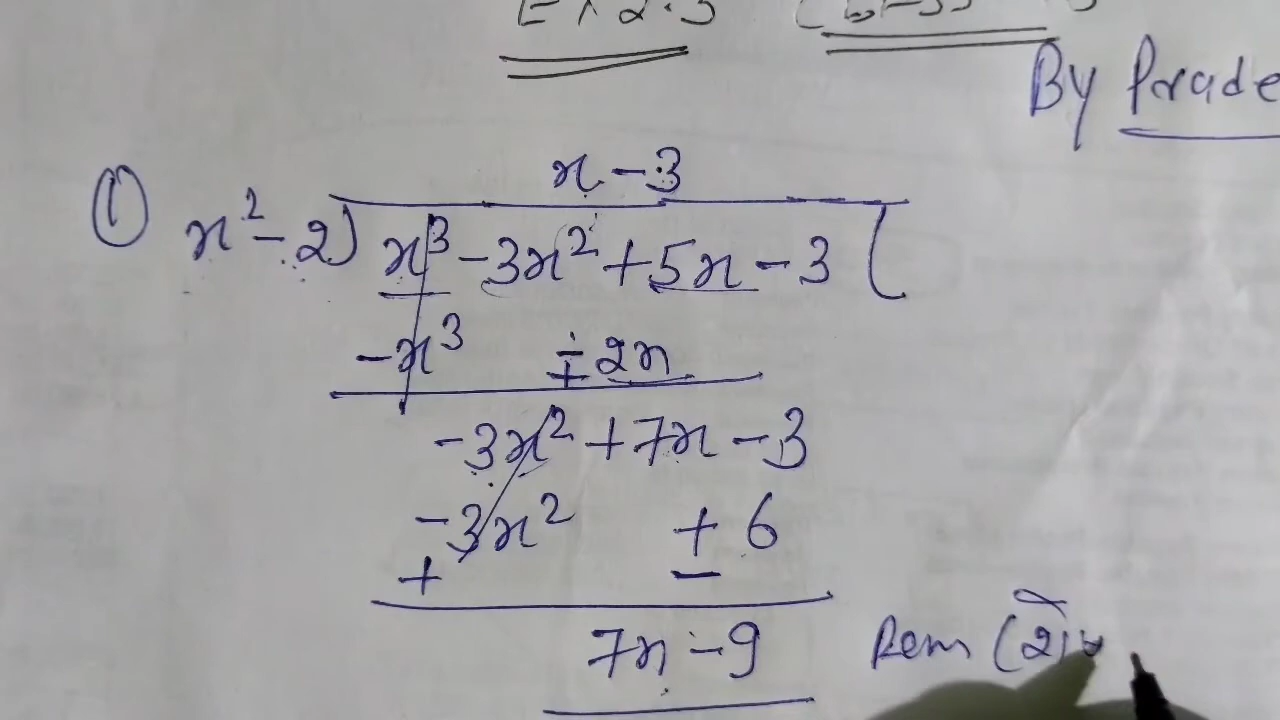 By Prade
① x - 3
x² - 2) x³ - 3x² + 5x - 3 (
-x³ ∓ 2x
+
-3x² + 7x - 3
-3x² + 6
+ -
7x - 9 Rem